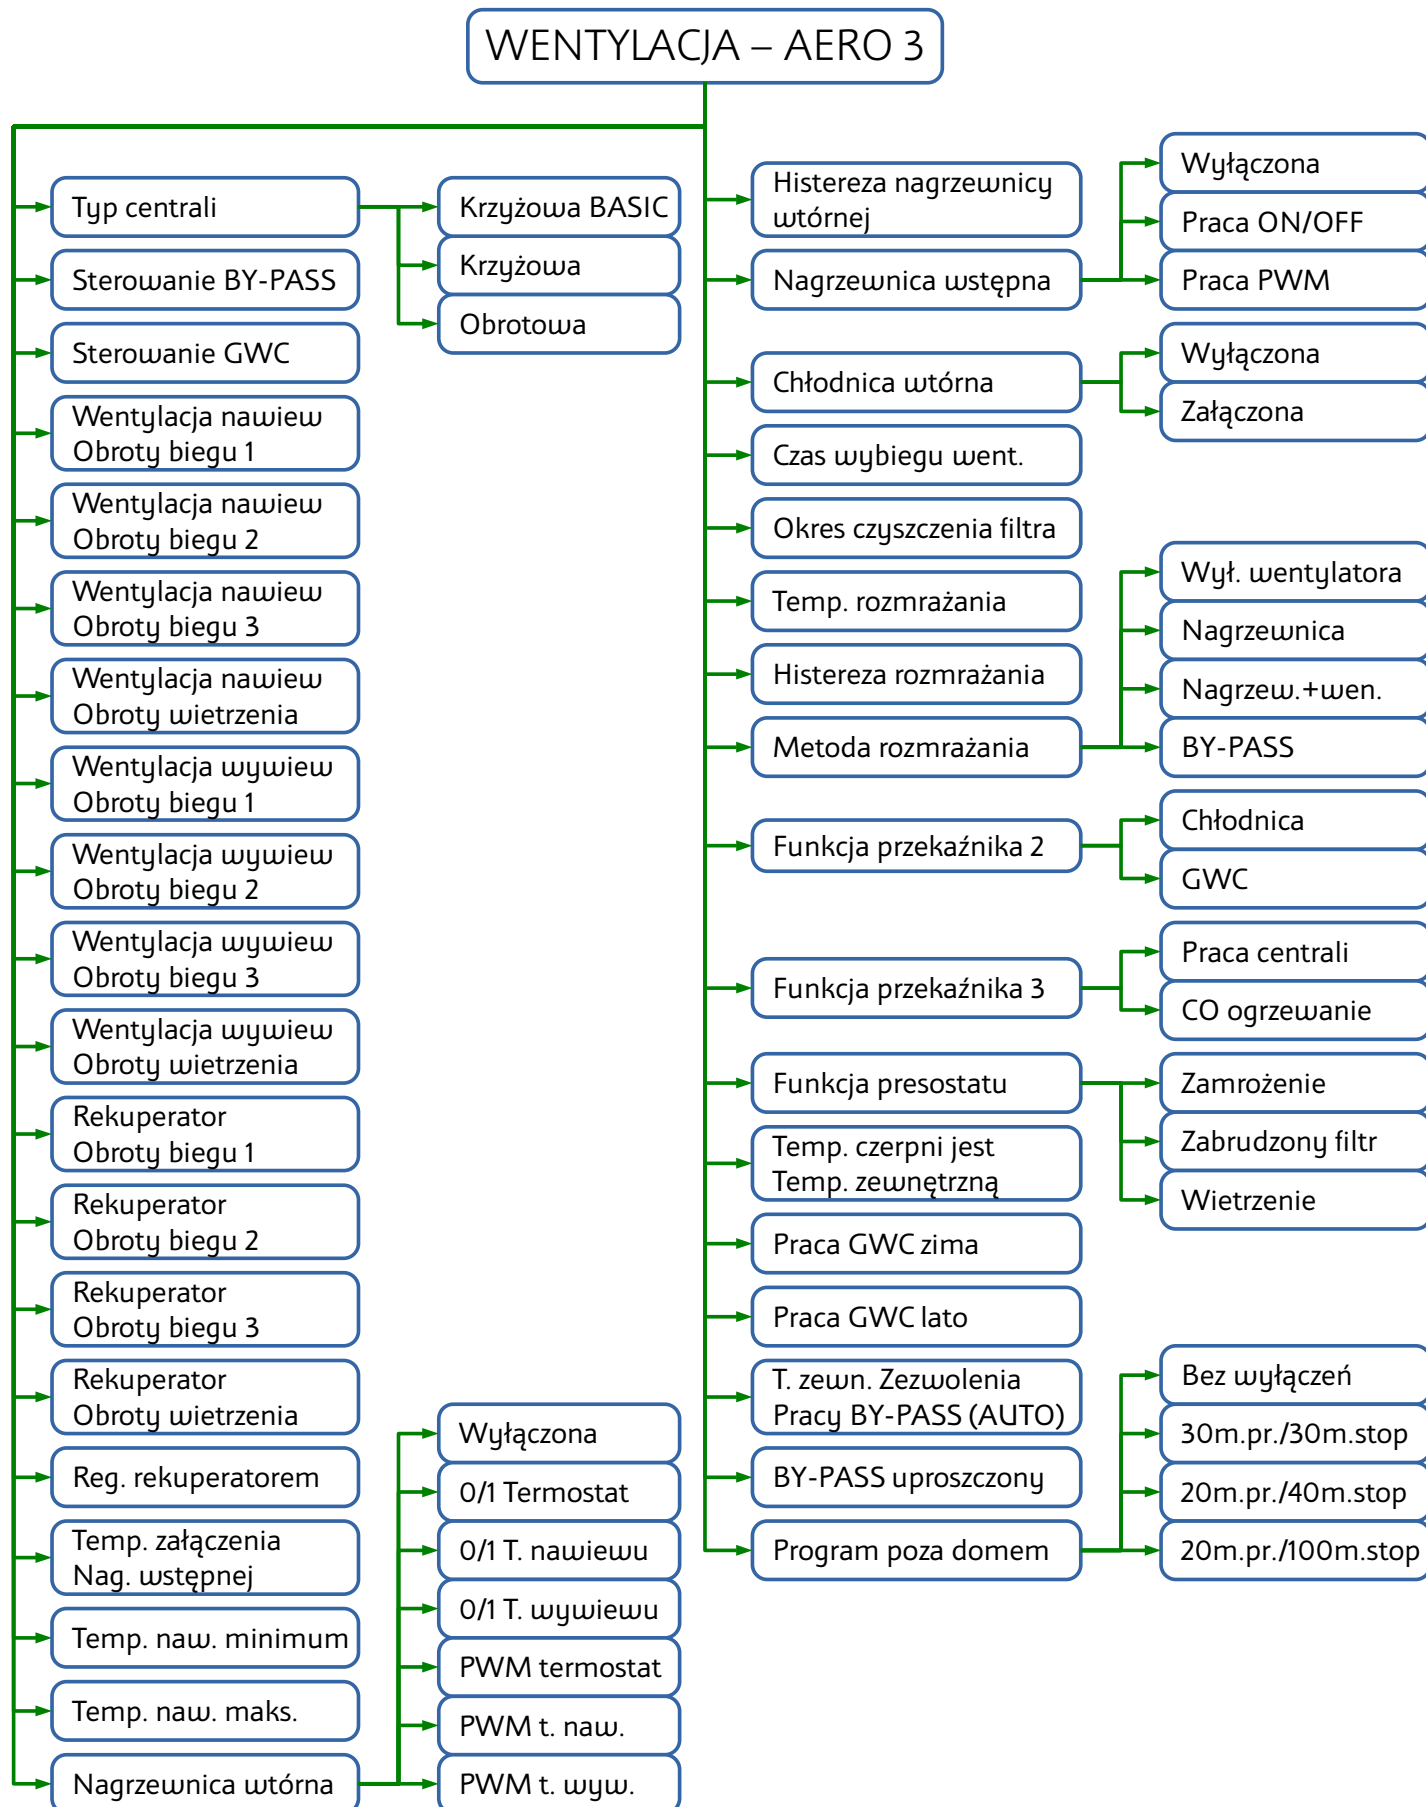 WENTYLACJA – AERO 3
Typ centrali
Krzyżowa BASIC
Krzyżowa
Obrotowa
Sterowanie BY-PASS
Sterowanie GWC
Wentylacja nawiew
Obroty biegu 1
Wentylacja nawiew
Obroty biegu 2
Wentylacja nawiew
Obroty biegu 3
Wentylacja nawiew
Obroty wietrzenia
Wentylacja wywiew
Obroty biegu 1
Wentylacja wywiew
Obroty biegu 2
Wentylacja wywiew
Obroty biegu 3
Wentylacja wywiew
Obroty wietrzenia
Rekuperator
Obroty biegu 1
Rekuperator
Obroty biegu 2
Rekuperator
Obroty biegu 3
Rekuperator
Obroty wietrzenia
Reg. rekuperatorem
Temp. załączenia
Nag. wstępnej
Temp. naw. minimum
Temp. naw. maks.
Nagrzewnica wtórna
Wyłączona
0/1 Termostat
0/1 T. nawiewu
0/1 T. wywiewu
PWM termostat
PWM t. naw.
PWM t. wyw.
Histereza nagrzewnicy
wtórnej
Nagrzewnica wstępna
Wyłączona
Praca ON/OFF
Praca PWM
Chłodnica wtórna
Wyłączona
Załączona
Czas wybiegu went.
Okres czyszczenia filtra
Temp. rozmrażania
Histereza rozmrażania
Metoda rozmrażania
Wył. wentylatora
Nagrzewnica
Nagrzew.+wen.
BY-PASS
Funkcja przekaźnika 2
Chłodnica
GWC
Funkcja przekaźnika 3
Praca centrali
CO ogrzewanie
Funkcja presostatu
Zamrożenie
Zabrudzony filtr
Wietrzenie
Temp. czerpni jest
Temp. zewnętrzną
Praca GWC zima
Praca GWC lato
T. zewn. Zezwolenia
Pracy BY-PASS (AUTO)
BY-PASS uproszczony
Program poza domem
Bez wyłączeń
30m.pr./30m.stop
20m.pr./40m.stop
20m.pr./100m.stop